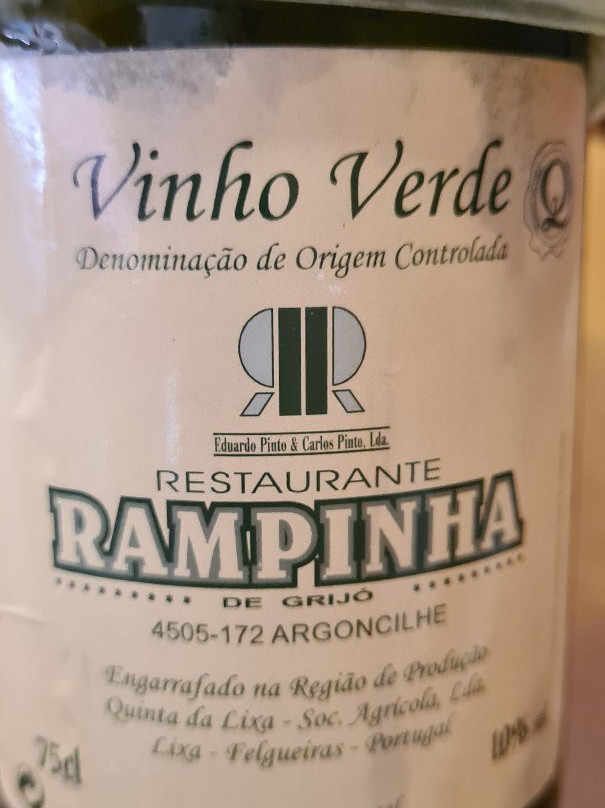 Vinho Verde Q
Denominação de Origem Controlada
Eduardo Pinto & Carlos Pinto, Lda.
RESTAURANTE
RAMPINHA
DE GRIJÓ
4505-172 ARGONCILHE
Engarrafado na Região de Produção
Quinta da Lixa - Soc. Agrícola, Lda.
Lixa - Felgueiras - Portugal
75cl